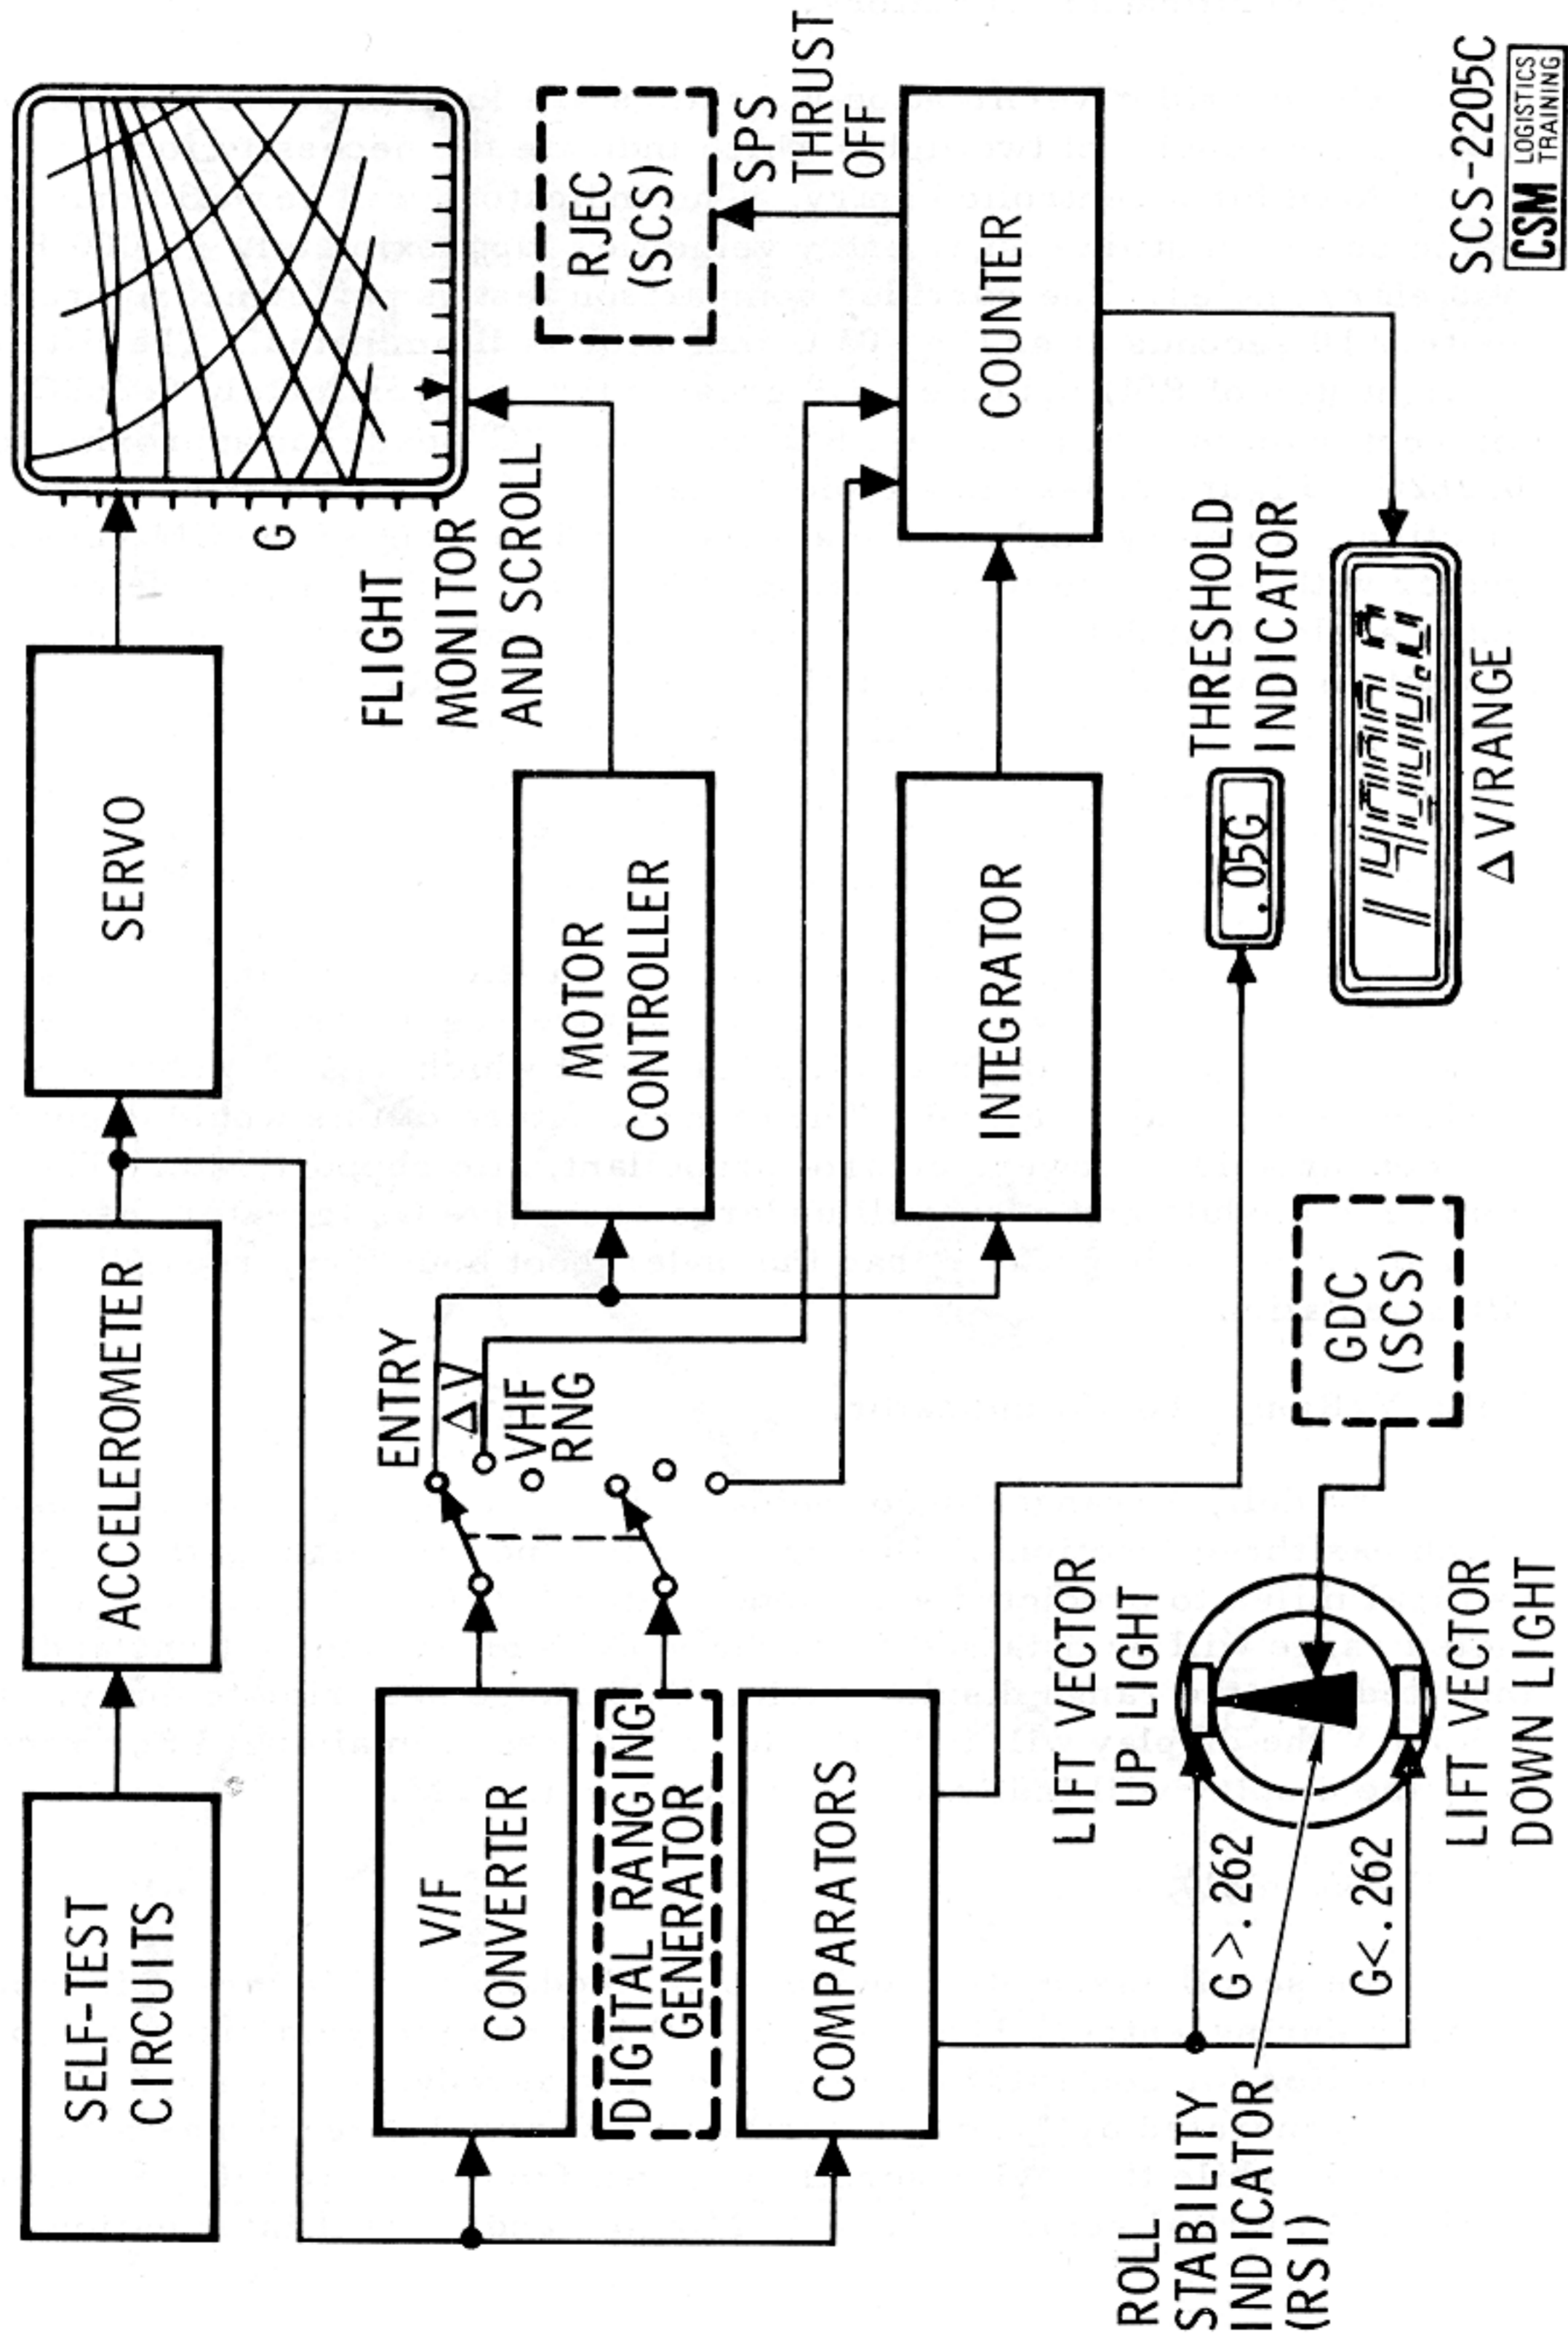 SELF-TEST
CIRCUITS
ACCELEROMETER
SERVO
G
FLIGHT
MONITOR
AND SCROLL
V/F
CONVERTER
ENTRY
ΔV
VHF
RNG
MOTOR
CONTROLLER
RJEC
(SCS)
SPS
THRUST
OFF
DIGITAL RANGING
GENERATOR
COMPARATORS
INTEGRATOR
COUNTER
LIFT VECTOR
UP LIGHT
G >.262
G<.262
ROLL
STABILITY
INDICATOR
(RSI)
LIFT VECTOR
DOWN LIGHT
GDC
(SCS)
.05G
THRESHOLD
INDICATOR
14000.0
ΔV/RANGE
SCS-2205C
CSM LOGISTICS
TRAINING